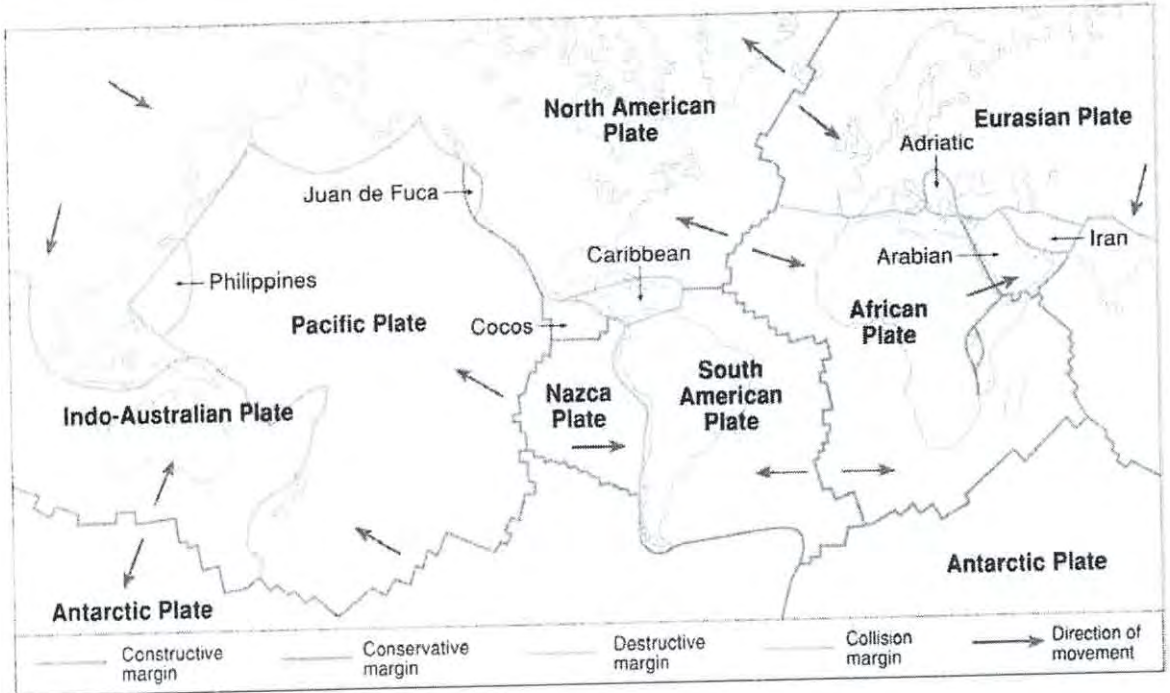 North American
Plate
Eurasian Plate
Adriatic
Juan de Fuca
Iran
Caribbean
Arabian
Philippines
African
Plate
Pacific Plate
Cocos
South
American
Plate
Nazca
Plate
Indo-Australian Plate
Antarctic Plate
Antarctic Plate
Constructive
margin
Conservative
margin
Destructive
margin
Collision
margin
Direction of
movement